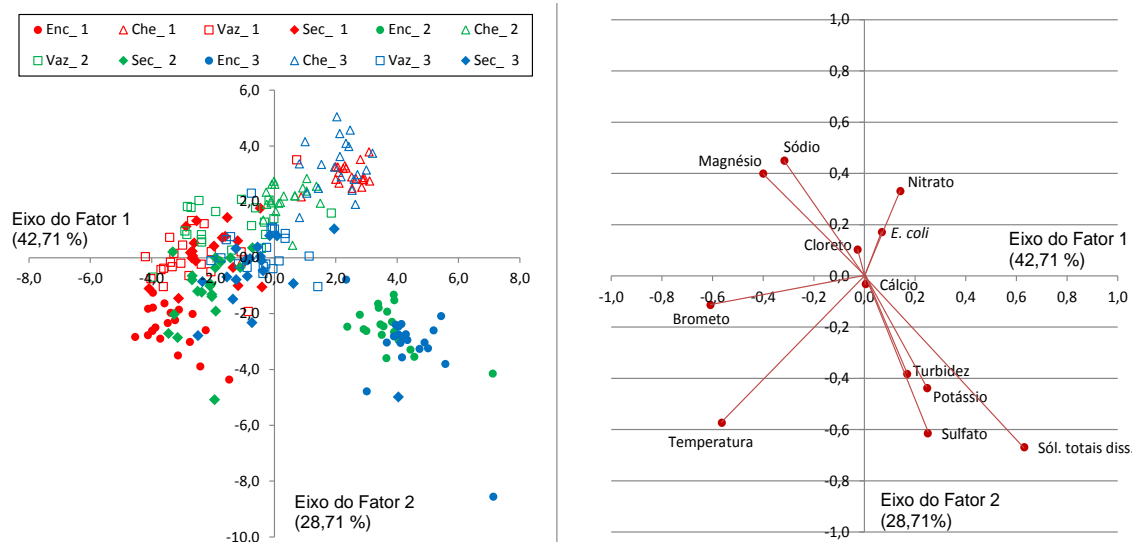 Enc_ 1 Che_ 1 Vaz_ 1 Sec_ 1 Enc_ 2 Che_ 2
Vaz_ 2 Sec_ 2 Enc_ 3 Che_ 3 Vaz_ 3 Sec_ 3
6,0
4,0
2,0
0,0
-2,0
-4,0
-6,0
-8,0
-10,0
-8,0 -6,0 -4,0 -2,0 0,0 2,0 4,0 6,0 8,0
Eixo do Fator 1
(42,71 %)
Eixo do Fator 2
(28,71 %)
1,0
0,8
0,6
0,4
0,2
0,0
-0,2
-0,4
-0,6
-0,8
-1,0
-1,0 -0,8 -0,6 -0,4 -0,2 0,0 0,2 0,4 0,6 0,8 1,0
Sódio
Magnésio
Nitrato
E. coli
Cloreto
Eixo do Fator 1
(42,71 %)
Cálcio
Brometo
Turbidez
Potássio
Temperatura
Sulfato
Sól. totais diss.
Eixo do Fator 2
(28,71%)